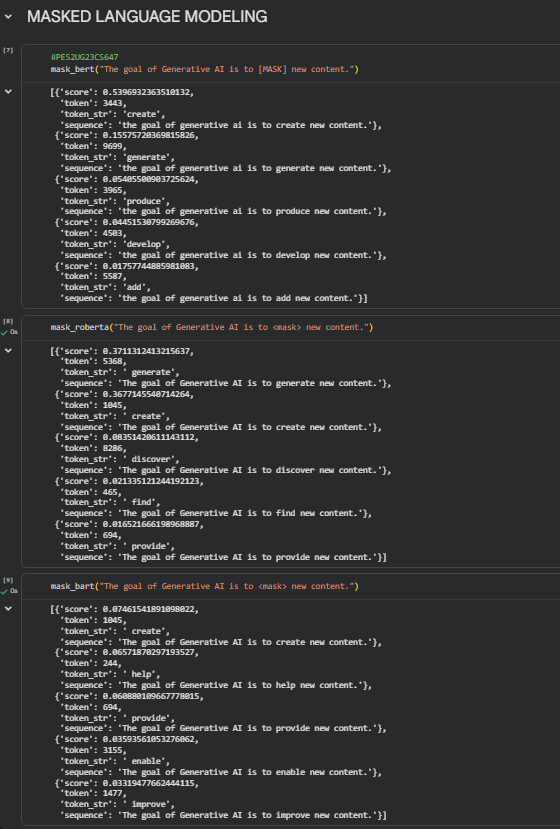 MASKED LANGUAGE MODELING
[7]
#PES2UG23CS647
mask_bert("The goal of Generative AI is to [MASK] new content.")
[{'score': 0.5396932363510132,
'token': 3443,
'token_str': 'create',
'sequence': 'the goal of generative ai is to create new content.'},
{'score': 0.15575720369815826,
'token': 9699,
'token_str': 'generate',
'sequence': 'the goal of generative ai is to generate new content.'},
{'score': 0.05405500903725624,
'token': 3965,
'token_str': 'produce',
'sequence': 'the goal of generative ai is to produce new content.'},
{'score': 0.04451530799269676,
'token': 4503,
'token_str': 'develop',
'sequence': 'the goal of generative ai is to develop new content.'},
{'score': 0.01757744885981083,
'token': 5587,
'token_str': 'add',
'sequence': 'the goal of generative ai is to add new content.'}]
[8]
0s
mask_roberta("The goal of Generative AI is to <mask> new content.")
[{'score': 0.3711312413215637,
'token': 5368,
'token_str': ' generate',
'sequence': 'The goal of Generative AI is to generate new content.'},
{'score': 0.3677145540714264,
'token': 1045,
'token_str': ' create',
'sequence': 'The goal of Generative AI is to create new content.'},
{'score': 0.08351420611143112,
'token': 8286,
'token_str': ' discover',
'sequence': 'The goal of Generative AI is to discover new content.'},
{'score': 0.021335121244192123,
'token': 465,
'token_str': ' find',
'sequence': 'The goal of Generative AI is to find new content.'},
{'score': 0.016521666198968887,
'token': 694,
'token_str': ' provide',
'sequence': 'The goal of Generative AI is to provide new content.'}]
[9]
0s
mask_bart("The goal of Generative AI is to <mask> new content.")
[{'score': 0.07461541891098022,
'token': 1045,
'token_str': ' create',
'sequence': 'The goal of Generative AI is to create new content.'},
{'score': 0.06571870297193527,
'token': 244,
'token_str': ' help',
'sequence': 'The goal of Generative AI is to help new content.'},
{'score': 0.060880109667778015,
'token': 694,
'token_str': ' provide',
'sequence': 'The goal of Generative AI is to provide new content.'},
{'score': 0.03593561053276062,
'token': 3155,
'token_str': ' enable',
'sequence': 'The goal of Generative AI is to enable new content.'},
{'score': 0.03319477662444115,
'token': 1477,
'token_str': ' improve',
'sequence': 'The goal of Generative AI is to improve new content.'}]